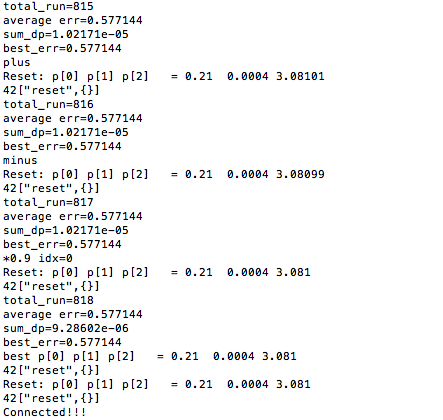 total_run=815
average err=0.577144
sum_dp=1.02171e-05
best_err=0.577144
plus
Reset: p[0] p[1] p[2]   = 0.21  0.0004 3.08101
42["reset",{}]
total_run=816
average err=0.577144
sum_dp=1.02171e-05
best_err=0.577144
minus
Reset: p[0] p[1] p[2]   = 0.21  0.0004 3.08099
42["reset",{}]
total_run=817
average err=0.577144
sum_dp=1.02171e-05
best_err=0.577144
*0.9 idx=0
Reset: p[0] p[1] p[2]   = 0.21  0.0004 3.081
42["reset",{}]
total_run=818
average err=0.577144
sum_dp=9.28602e-06
best_err=0.577144
best p[0] p[1] p[2]   = 0.21  0.0004 3.081
42["reset",{}]
Reset: p[0] p[1] p[2]   = 0.21  0.0004 3.081
42["reset",{}]
Connected!!!